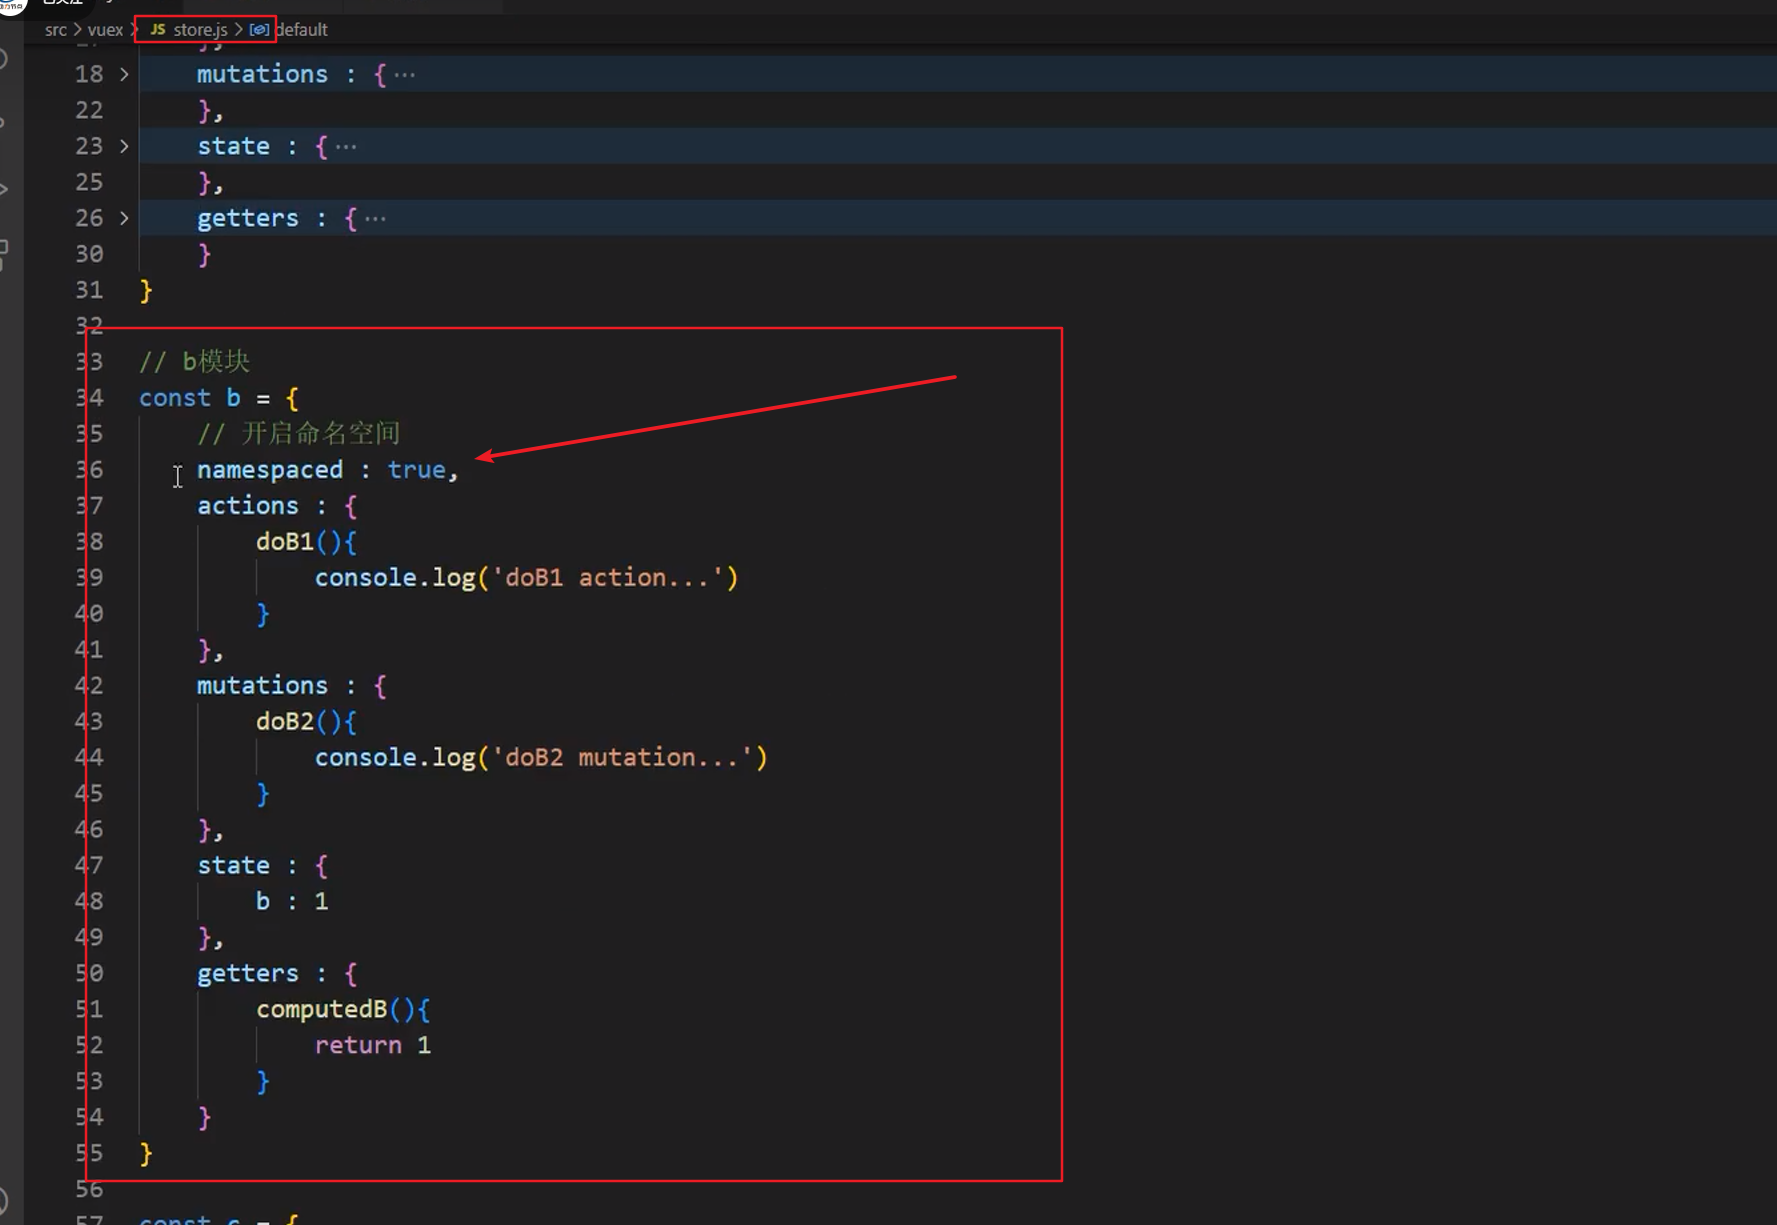 src > vuex > JS store.js > default
18 > mutations : { ···
22 },
23 > state : { ···
25 },
26 > getters : { ···
30 }
31 }
32
33 // b模块
34 const b = {
35 // 开启命名空间
36 namespaced : true,
37 actions : {
38 doB1(){
39 console.log('doB1 action...')
40 }
41 },
42 mutations : {
43 doB2(){
44 console.log('doB2 mutation...')
45 }
46 },
47 state : {
48 b : 1
49 },
50 getters : {
51 computedB(){
52 return 1
53 }
54 }
55 }
56
57 const c = {